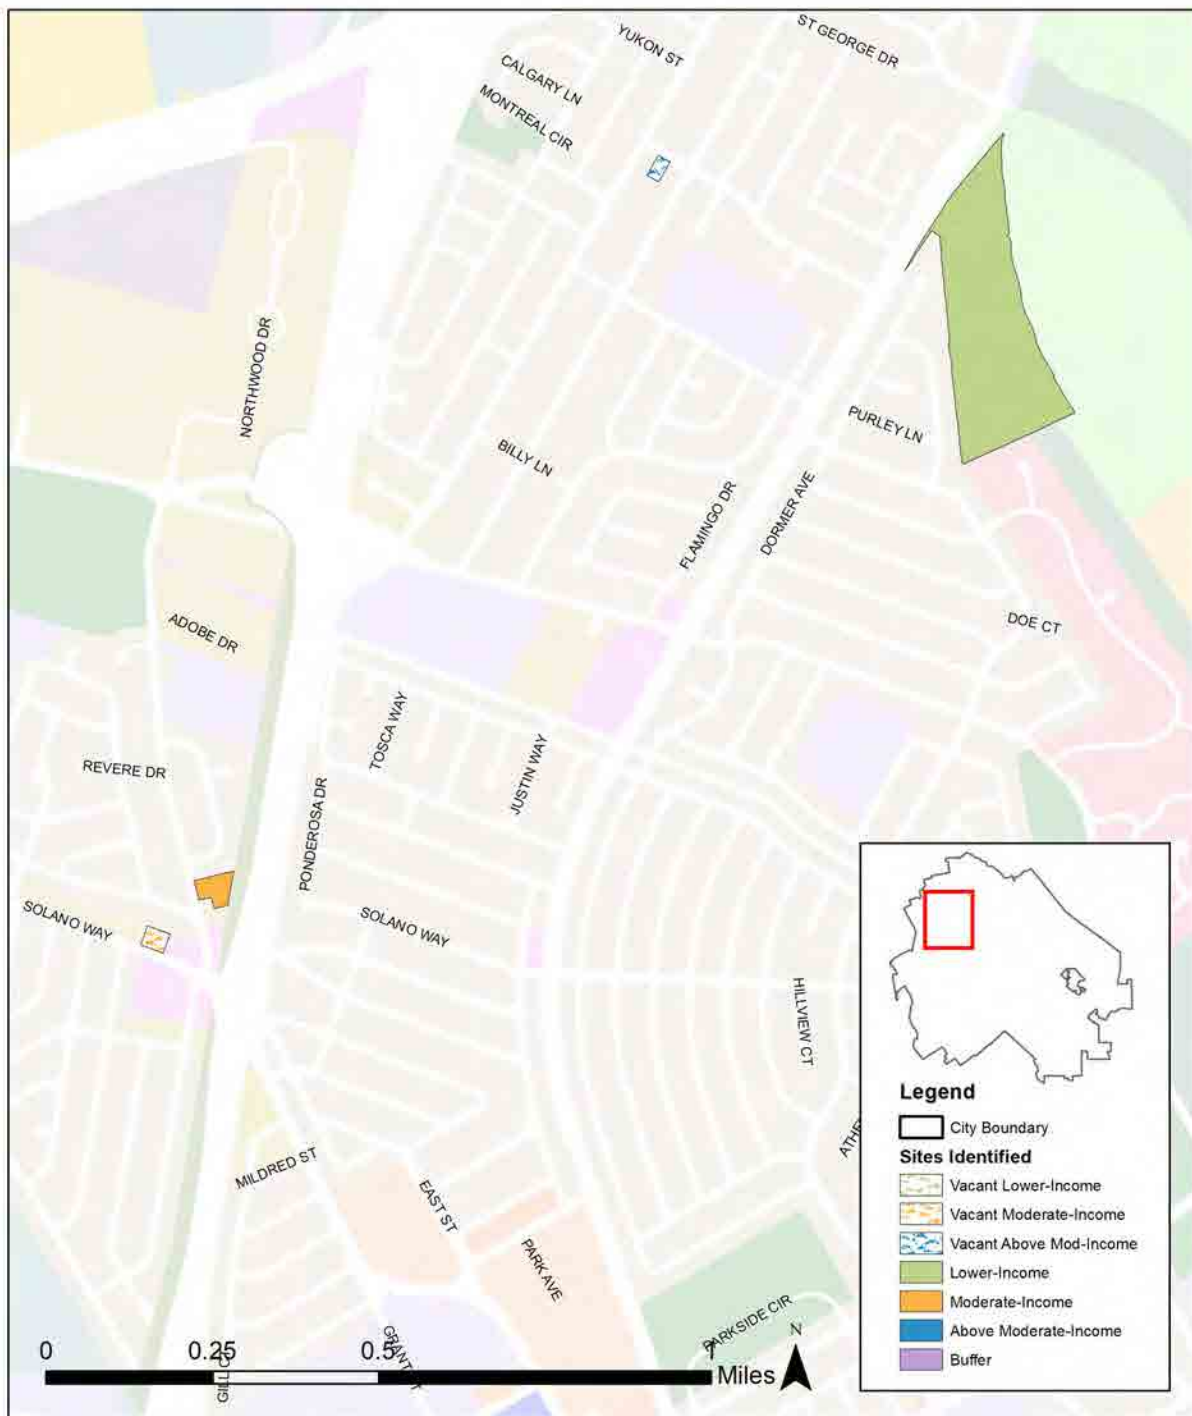 YUKON ST
ST GEORGE DR
CALGARY LN
MONTREAL CIR
NORTHWOOD DR
PURLEY LN
BILLY LN
FLAMINGO DR
DORMER AVE
DOE CT
ADOBE DR
TOSCA WAY
JUSTIN WAY
REVERE DR
PONDEROSA DR
SOLANO WAY
SOLANO WAY
HILLVIEW CT
MILDRED ST
EAST ST
PARK AVE
PARKSIDE CIR
0 0.25 0.5
Miles
N
Legend
City Boundary
Sites Identified
Vacant Lower-Income
Vacant Moderate-Income
Vacant Above Mod-Income
Lower-Income
Moderate-Income
Above Moderate-Income
Buffer